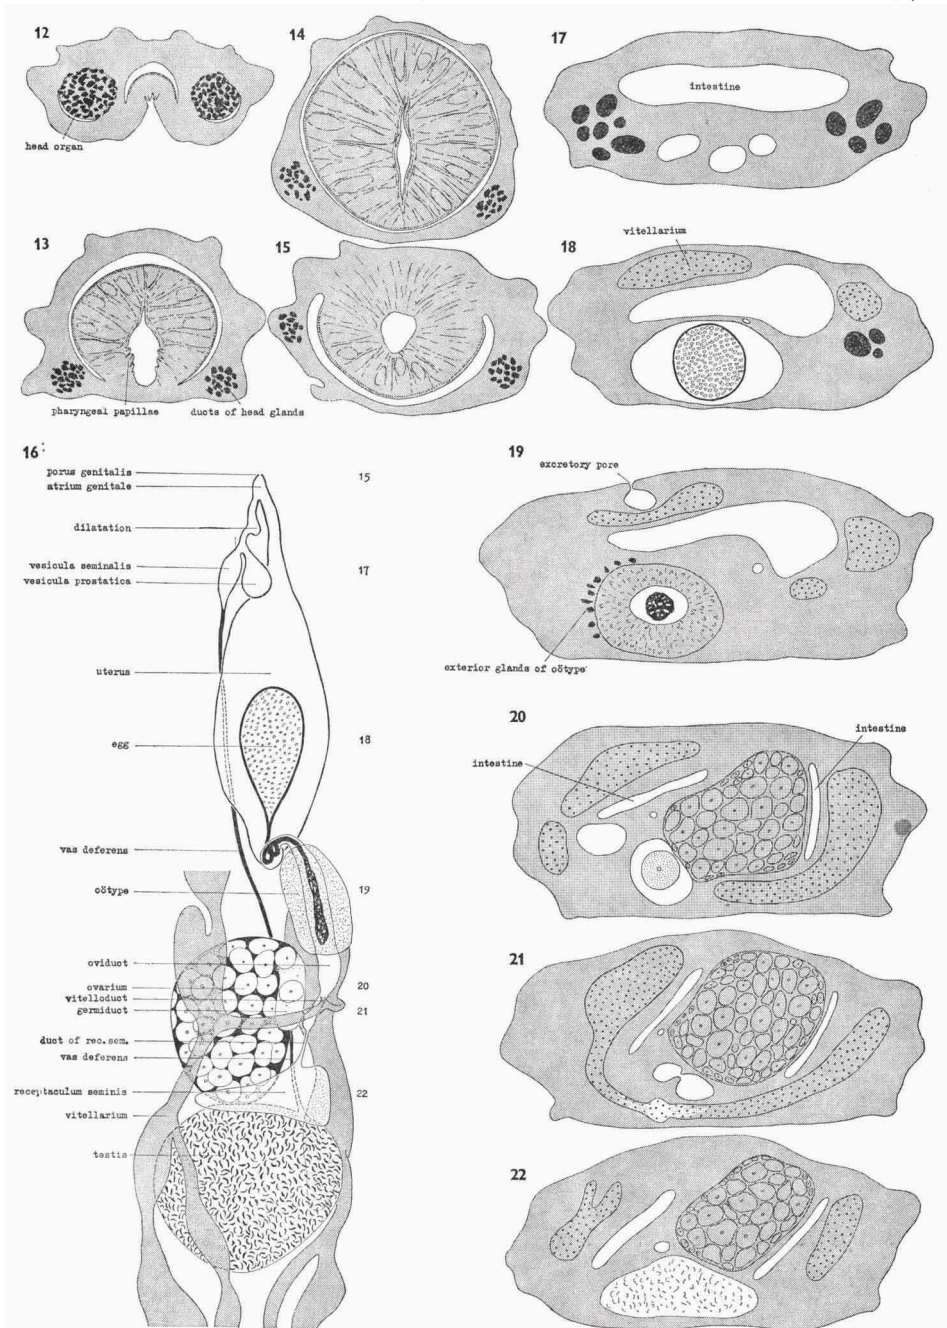 12
head organ
14
17
intestine
13
pharyngeal papillae
ducts of head glands
15
vitellarium
18
16
porus genitalis
atrium genitale
dilatation
vesicula seminalis
vesicula prostatica
uterus
egg
vas deferens
oötype
oviduct
ovarium
vitelloduct
germiduct
duct of rec.sem.
vas deferens
receptaculum seminis
vitellarium
testis
15
17
18
19
20
21
22
19
excretory pore
exterior glands of oötype
20
intestine
intestine
21
22